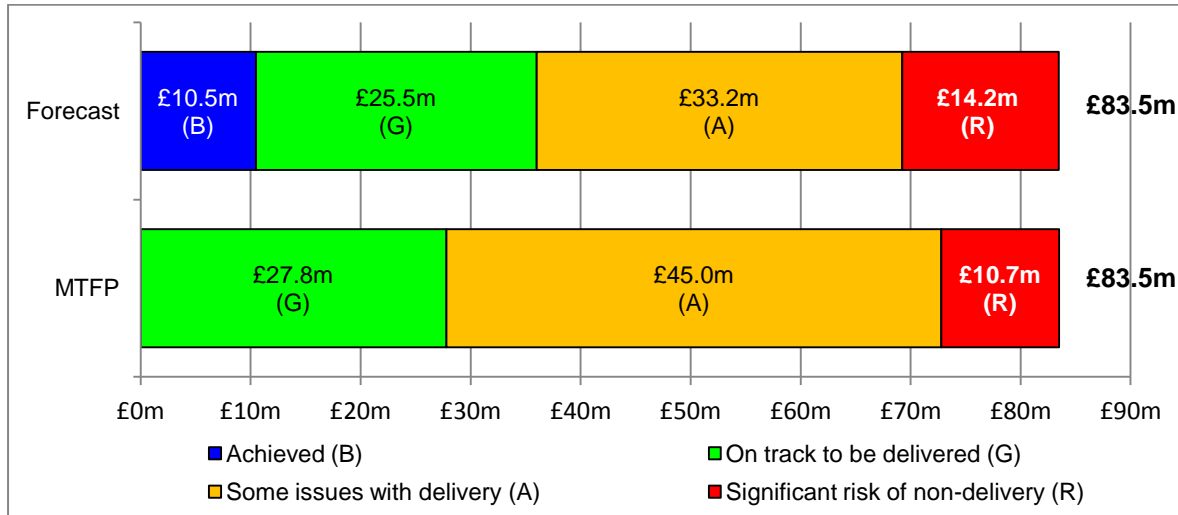 Forecast
£10.5m
(B)
£25.5m
(G)
£33.2m
(A)
£14.2m
(R)
£83.5m
MTFP
£27.8m
(G)
£45.0m
(A)
£10.7m
(R)
£83.5m
£0m £10m £20m £30m £40m £50m £60m £70m £80m £90m
Achieved (B) On track to be delivered (G)
Some issues with delivery (A) Significant risk of non-delivery (R)